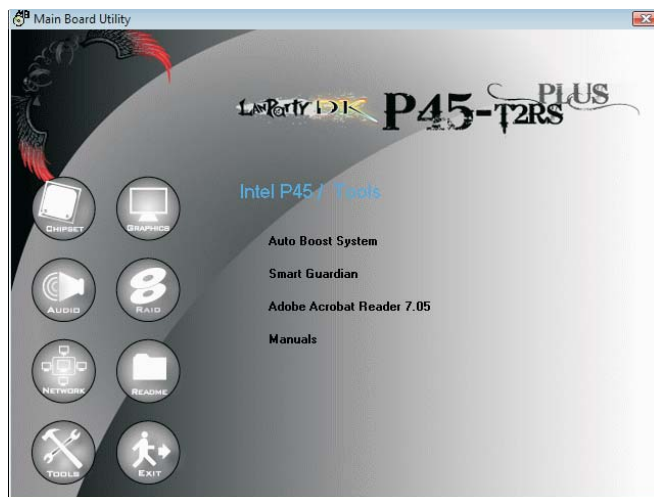 Main Board Utility
LANPARTY DK P45-T2RS PLUS
Intel P45 / Tools
CHIPSET
GRAPHICS
Auto Boost System
Smart Guardian
AUDIO
RAID
Adobe Acrobat Reader 7.05
Manuals
NETWORK
README
TOOLS
EXIT